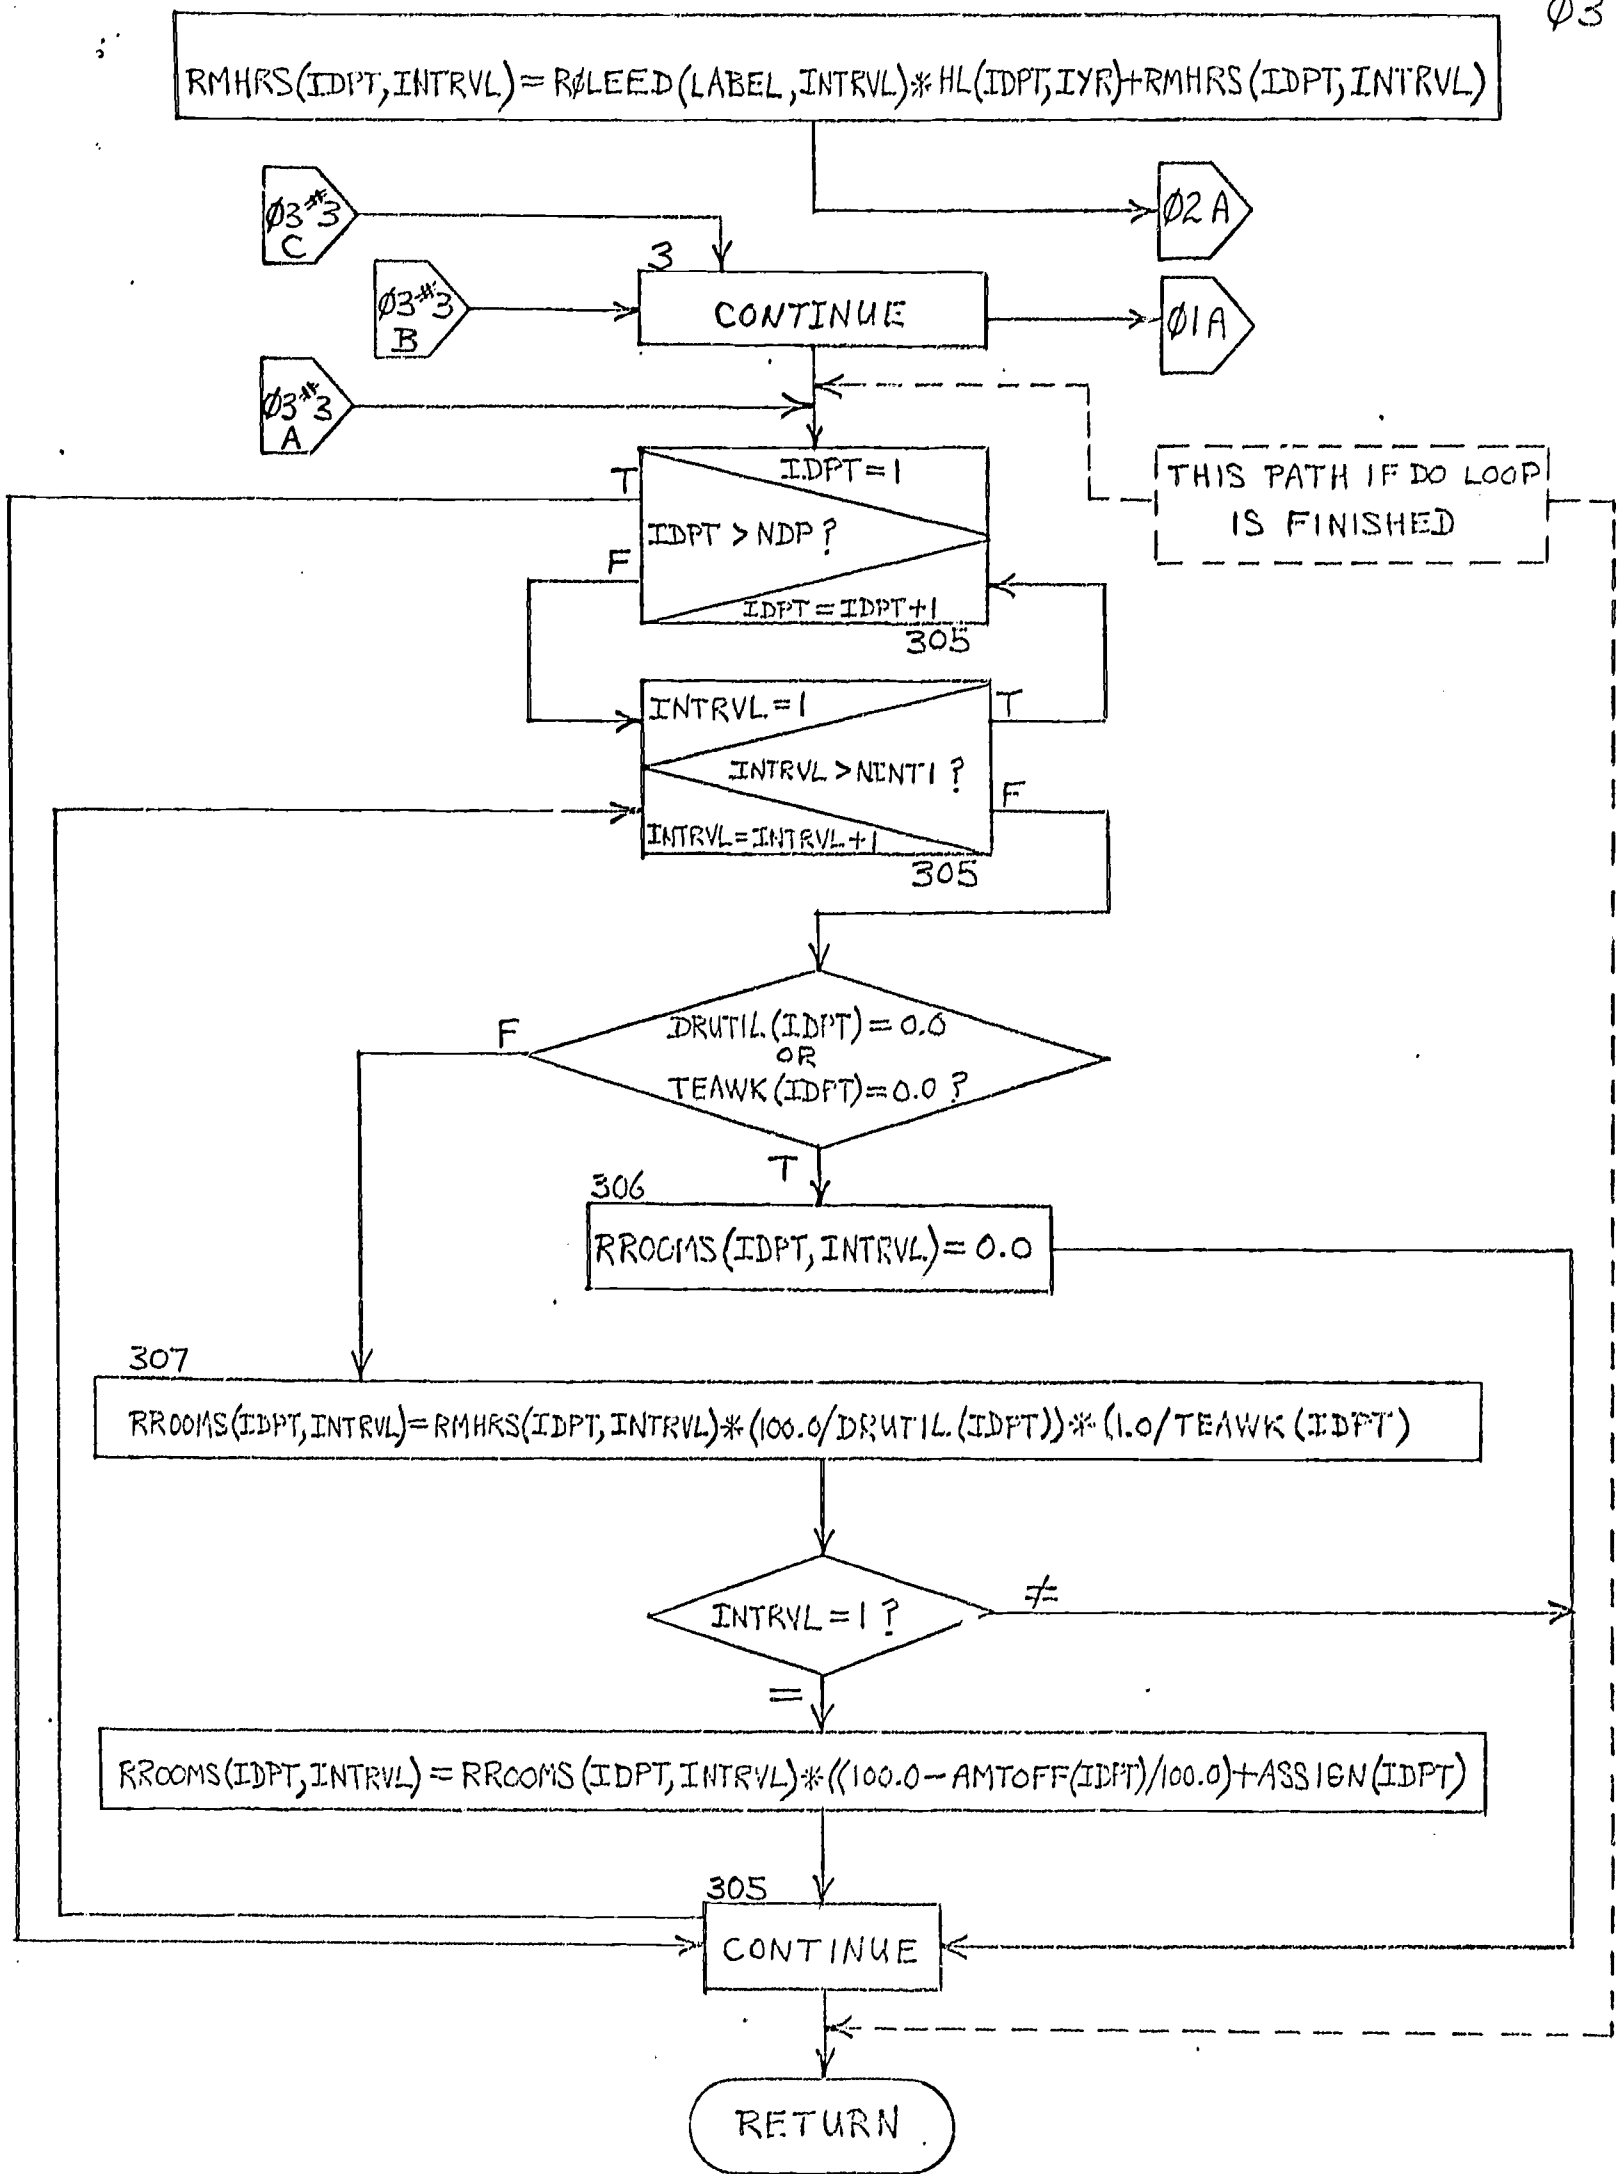 Ø3
RMHRS(IDPT,INTRVL)=RØLEED(LABEL,INTRVL)*HL(IDPT,IYR)+RMHRS(IDPT,INTRVL)
Ø3#3
C
Ø2A
3
Ø3#3
B
CONTINUE
Ø1A
Ø3#3
A
T
IDPT=1
THIS PATH IF DO LOOP
IS FINISHED
IDPT>NDP?
F
IDPT=IDPT+1
305
INTRVL=1
T
INTRVL>NINT1?
F
INTRVL=INTRVL+1
305
F
DRUTIL(IDPT)=0.0
OR
TEAWK(IDPT)=0.0?
T
306
RROOMS(IDPT,INTRVL)=0.0
307
RROOMS(IDPT,INTRVL)=RMHRS(IDPT,INTRVL)*(100.0/DRUTIL(IDPT))*(1.0/TEAWK(IDPT)
INTRVL=1?
≠
=
RROOMS(IDPT,INTRVL)=RROOMS(IDPT,INTRVL)*((100.0-AMTOFF(IDPT)/100.0)+ASSIGN(IDPT)
305
CONTINUE
RETURN